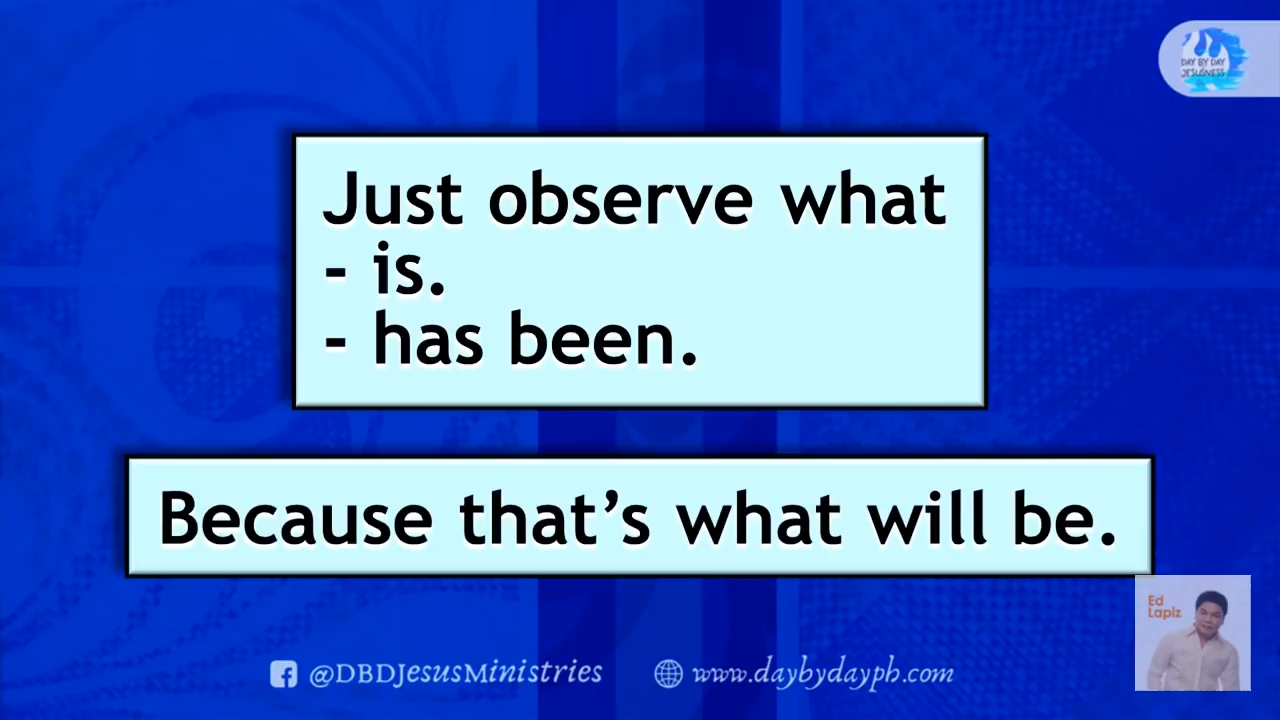 DAY BY DAY
JESUSNESS
Just observe what
- is.
- has been.
Because that’s what will be.
Ed
Lapiz
@DBDJesusMinistries
www.daybydayph.com